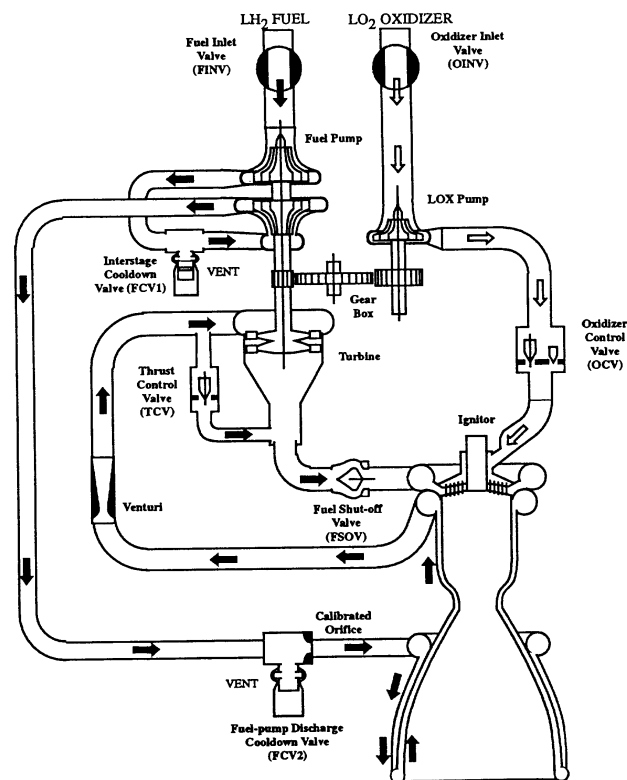 LH2 FUEL
LO2 OXIDIZER
Fuel Inlet
Valve
(FINV)
Oxidizer Inlet
Valve
(OINV)
Fuel Pump
LOX Pump
Interstage
Cooldown
Valve (FCV1)
VENT
Gear
Box
Oxidizer
Control
Valve
(OCV)
Turbine
Thrust
Control
Valve
(TCV)
Ignitor
Venturi
Fuel Shut-off
Valve
(FSOV)
Calibrated
Orifice
VENT
Fuel-pump Discharge
Cooldown Valve
(FCV2)